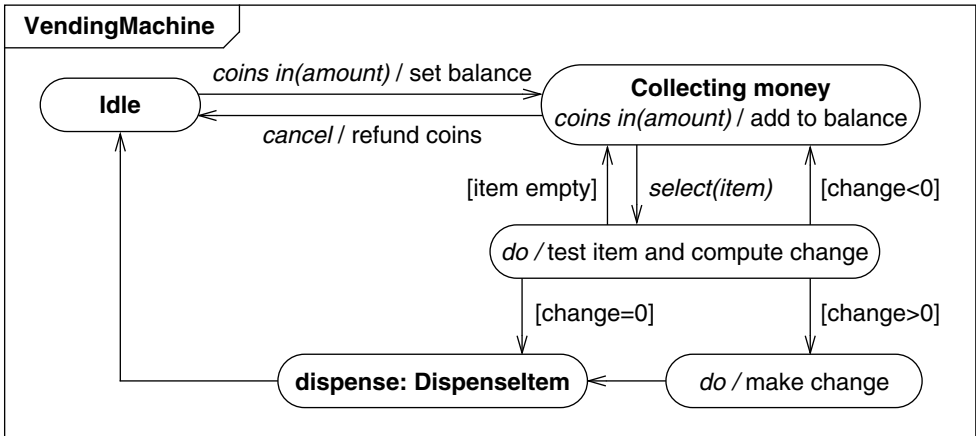 VendingMachine
coins in(amount) / set balance
Idle
Collecting money
coins in(amount) / add to balance
cancel / refund coins
[item empty]
select(item)
[change<0]
do / test item and compute change
[change=0]
[change>0]
dispense: DispenseItem
do / make change